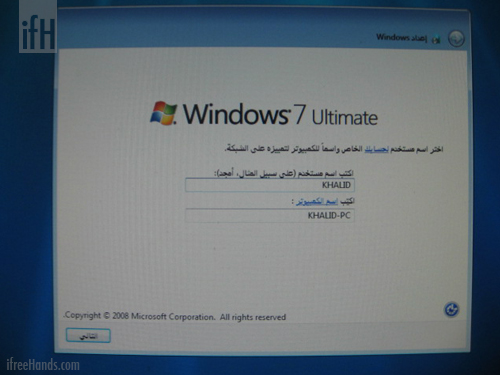 ifH
إعداد Windows
Windows 7 Ultimate
اختر اسم مستخدم لحسابك الخاص واسماً للكمبيوتر لتمييزه على الشبكة.
اكتب اسم مستخدم (على سبيل المثال، أمجد):
KHALID
اكتب اسم الكمبيوتر :
KHALID-PC
Copyright © 2008 Microsoft Corporation. All rights reserved.
التالي
ifreeHands.com